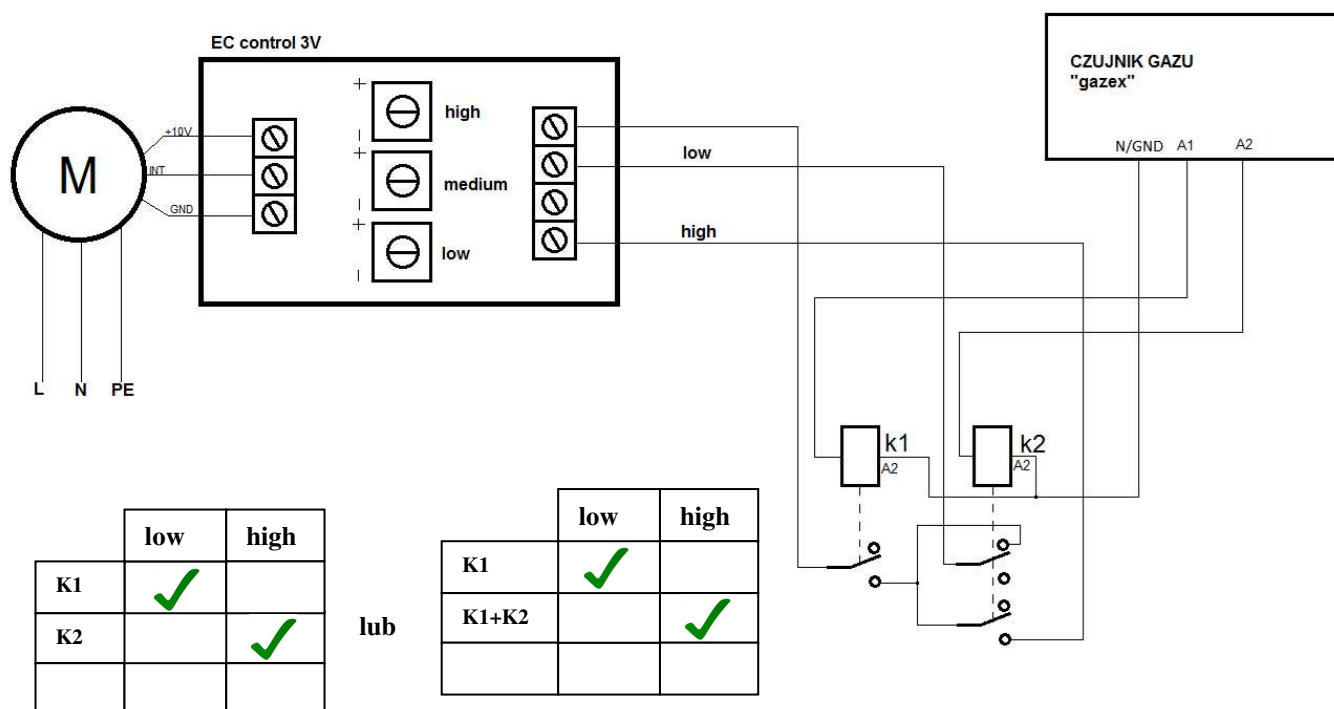 EC control 3V
CZUJNIK GAZU
"gazex"
N/GND A1 A2
M
+10V
INT
GND
+
high
-
+
medium
-
+
low
-
low
high
L N PE
k1
A2
k2
A2
low high
K1
K2
lub
low high
K1
K1+K2